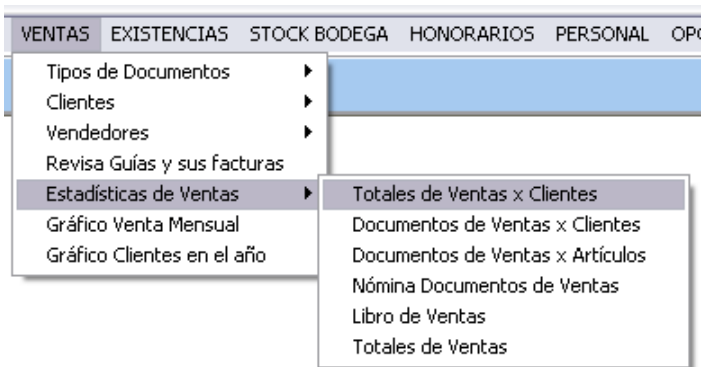 VENTAS EXISTENCIAS STOCK BODEGA HONORARIOS PERSONAL
Tipos de Documentos
Clientes
Vendedores
Revisa Guías y sus facturas
Estadísticas de Ventas
Gráfico Venta Mensual
Gráfico Clientes en el año
Totales de Ventas x Clientes
Documentos de Ventas x Clientes
Documentos de Ventas x Artículos
Nómina Documentos de Ventas
Libro de Ventas
Totales de Ventas